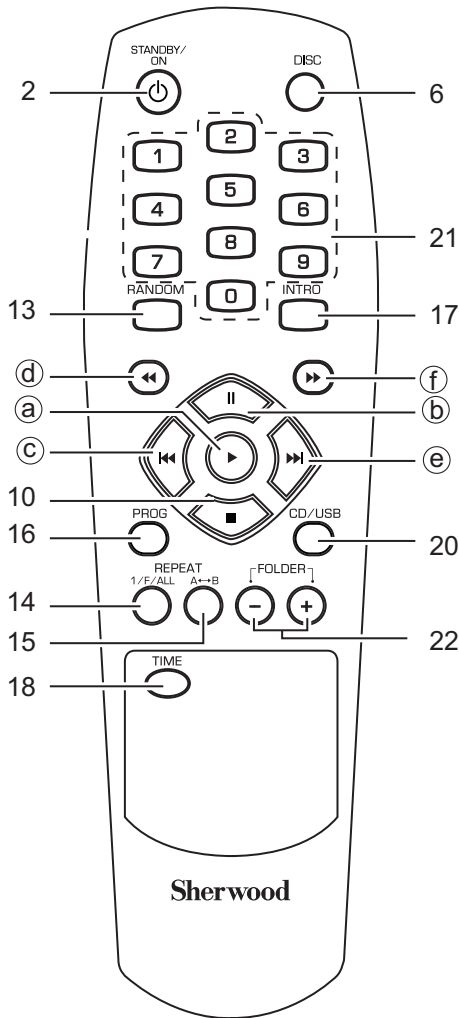 STANDBY/
ON
DISC
2
6
2
1
3
5
4
6
21
8
7
9
0
RANDOM
INTRO
13
17
d
f
a
b
c
e
10
PROG
CD/USB
16
20
REPEAT
1/F/ALL
A↔B
FOLDER
−
+
14
15
22
TIME
18
Sherwood